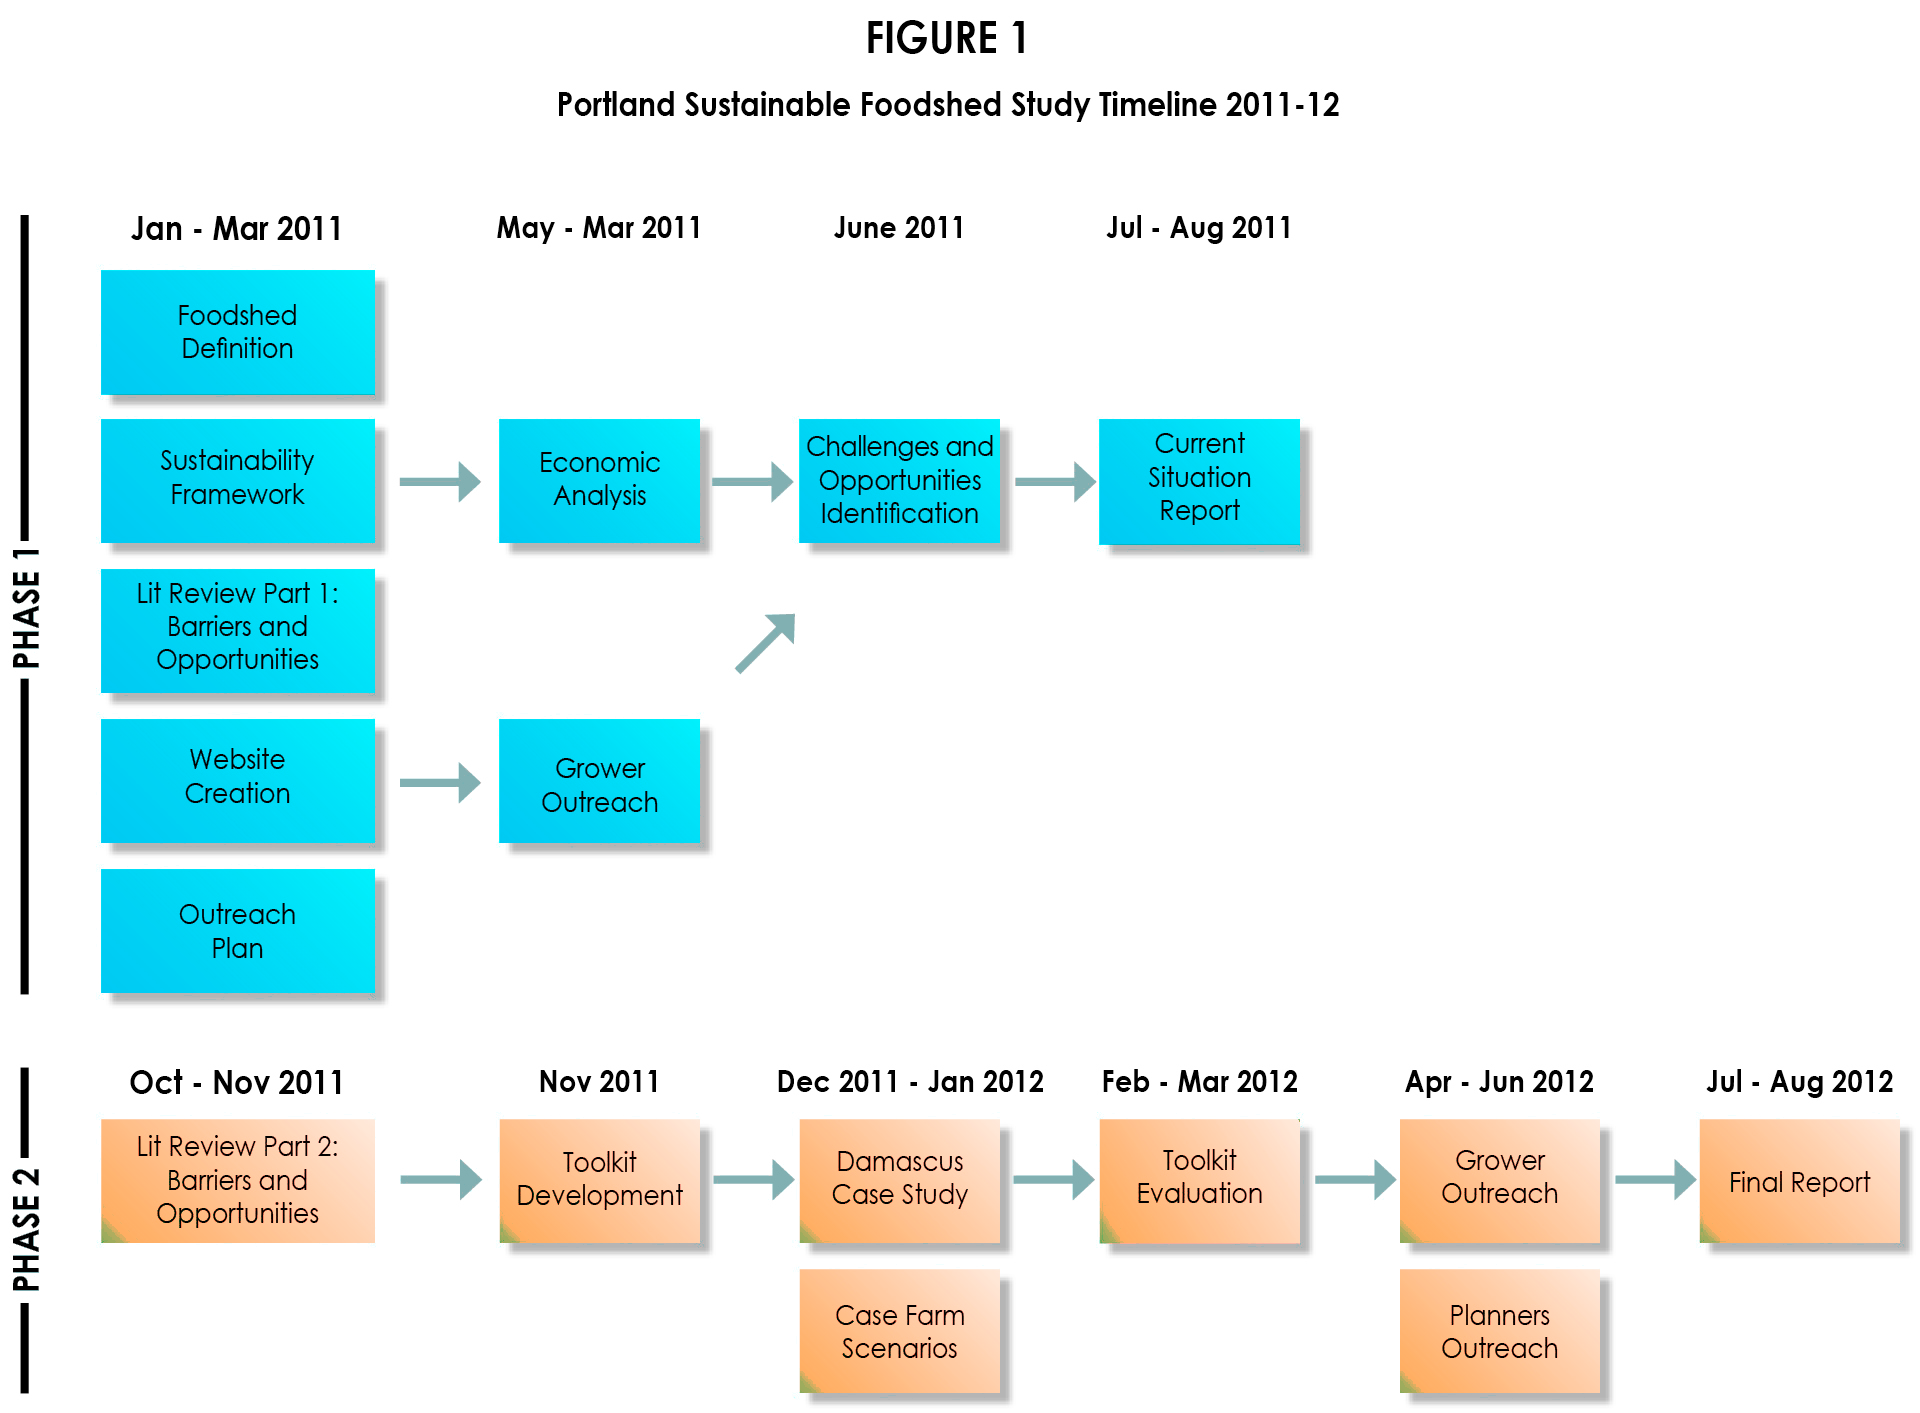 FIGURE 1
Portland Sustainable Foodshed Study Timeline 2011-12
PHASE 1
Jan - Mar 2011
May - Mar 2011
June 2011
Jul - Aug 2011
Foodshed
Definition
Sustainability
Framework
Economic
Analysis
Challenges and
Opportunities
Identification
Current
Situation
Report
Lit Review Part 1:
Barriers and
Opportunities
Website
Creation
Grower
Outreach
Outreach
Plan
PHASE 2
Oct - Nov 2011
Nov 2011
Dec 2011 - Jan 2012
Feb - Mar 2012
Apr - Jun 2012
Jul - Aug 2012
Lit Review Part 2:
Barriers and
Opportunities
Toolkit
Development
Damascus
Case Study
Toolkit
Evaluation
Grower
Outreach
Final Report
Case Farm
Scenarios
Planners
Outreach